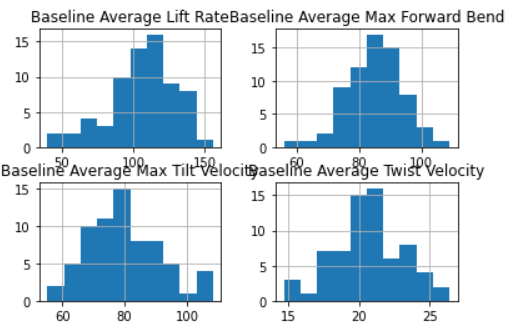 Baseline Average Lift Rate
15
10
5
0
50 100 150
Baseline Average Max Forward Bend
15
10
5
0
60 80 100
Baseline Average Max Tilt Velocity
15
10
5
0
60 80 100
Baseline Average Twist Velocity
15
10
5
0
15 20 25